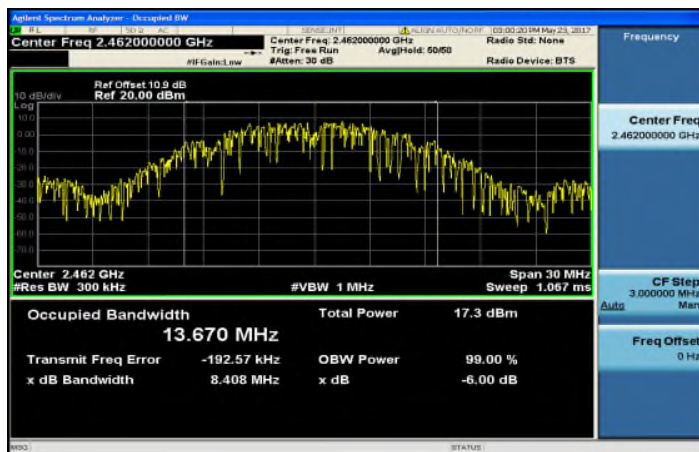 Agilent Spectrum Analyzer - Occupied BW
RL RF 50 Ω AC SENSE:INT ALIGN AUTO/NO RF 03:00:20 PM May 23, 2017
Center Freq 2.462000000 GHz
Center Freq: 2.462000000 GHz
Radio Std: None
Trig: Free Run Avg|Hold: 50/50
#IFGain:Low #Atten: 30 dB Radio Device: BTS
Ref Offset 10.9 dB
10 dB/div Ref 20.00 dBm
Log
10.0
0.00
-10.0
-20.0
-30.0
-40.0
-50.0
-60.0
-70.0
Center 2.462 GHz Span 30 MHz
#Res BW 300 kHz #VBW 1 MHz Sweep 1.067 ms
Occupied Bandwidth Total Power 17.3 dBm
13.670 MHz
Transmit Freq Error -192.57 kHz OBW Power 99.00 %
x dB Bandwidth 8.408 MHz x dB -6.00 dB
MSG STATUS
Frequency
Center Freq
2.462000000 GHz
CF Step
3.000000 MHz
Auto Man
Freq Offset
0 Hz